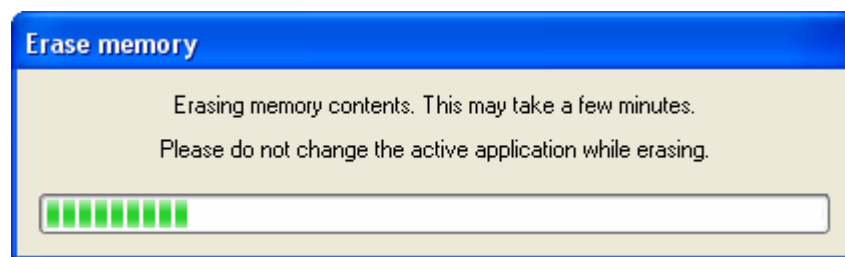 Erase memory
Erasing memory contents. This may take a few minutes.
Please do not change the active application while erasing.